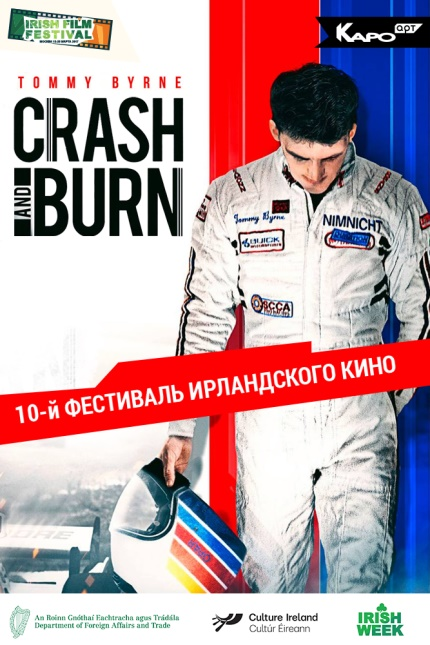 IRISH FILM
FESTIVAL
КАРО АРТ
TOMMY BYRNE
CRASH
AND BURN
Tommy Byrne
NIMNICHT
BUICK
SCCA
10-й ФЕСТИВАЛЬ ИРЛАНДСКОГО КИНО
An Roinn Gnóthaí Eachtracha agus Trádála
Department of Foreign Affairs and Trade
Culture Ireland
Cultúr Éireann
IRISH
WEEK